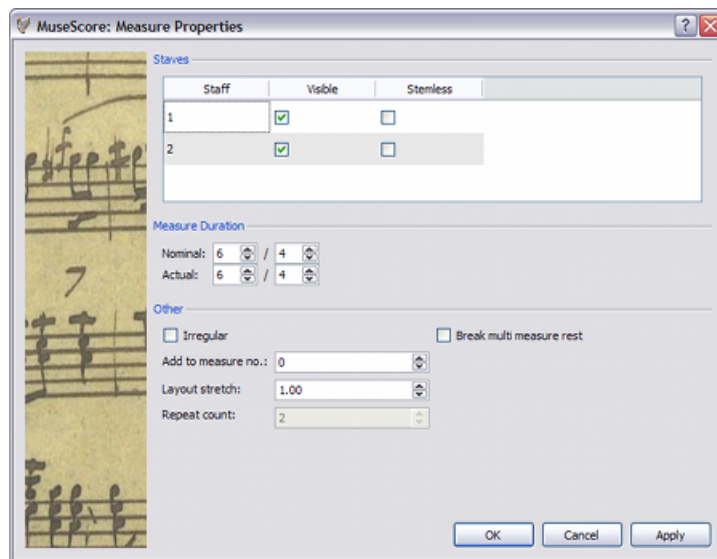 MuseScore: Measure Properties
Staves
Staff Visible Stemless
1
2
Measure Duration
Nominal: 6 / 4
Actual: 6 / 4
Other
Irregular Break multi measure rest
Add to measure no.: 0
Layout stretch: 1.00
Repeat count: 2
OK Cancel Apply